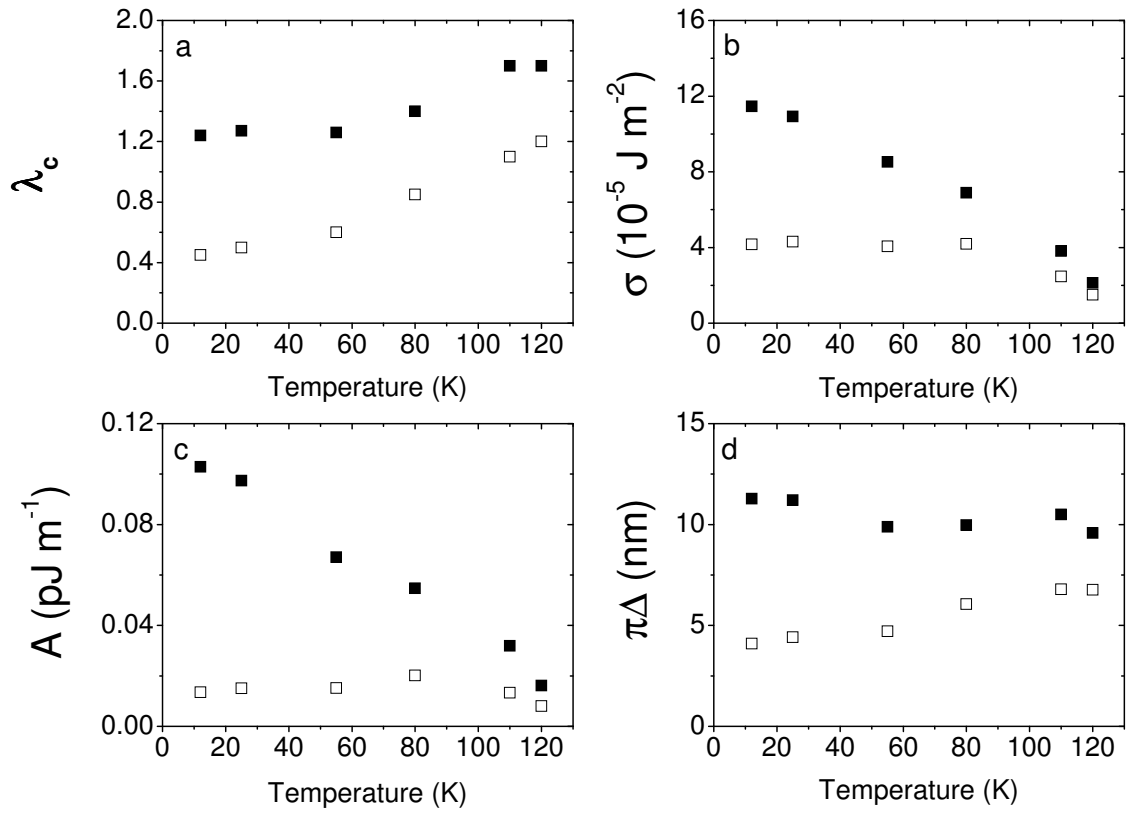 a
2.0
1.6
1.2
0.8
0.4
0.0
λc
0 20 40 60 80 100 120
Temperature (K)
b
16
12
8
4
0
σ (10-5 J m-2)
0 20 40 60 80 100 120
Temperature (K)
c
0.12
0.08
0.04
0.00
A (pJ m-1)
0 20 40 60 80 100 120
Temperature (K)
d
15
10
5
0
πΔ (nm)
0 20 40 60 80 100 120
Temperature (K)